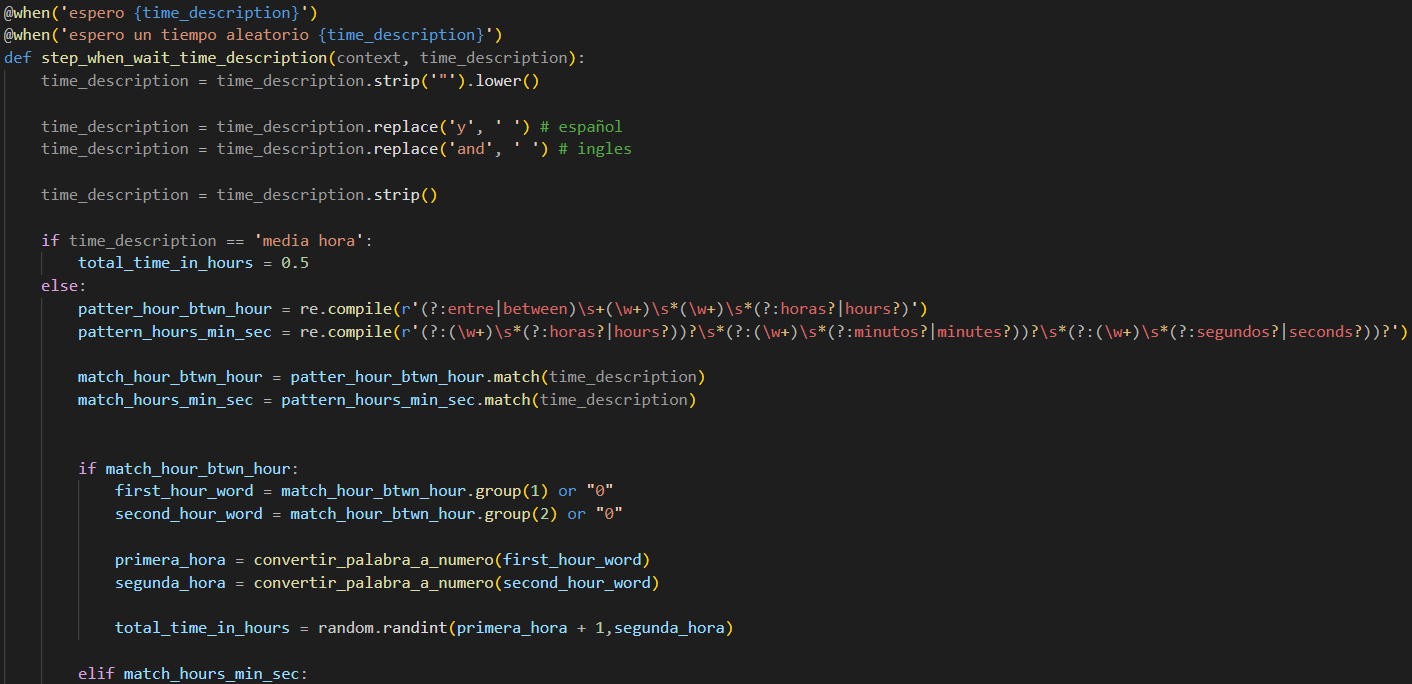 @when('espero {time_description}')
@when('espero un tiempo aleatorio {time_description}')
def step_when_wait_time_description(context, time_description):
    time_description = time_description.strip('"').lower()
    time_description = time_description.replace('y', ' ') # español
    time_description = time_description.replace('and', ' ') # ingles
    time_description = time_description.strip()
    if time_description == 'media hora':
        total_time_in_hours = 0.5
    else:
        patter_hour_btwn_hour = re.compile(r'(?:entre|between)\s+(\w+)\s*(\w+)\s*(?:horas?|hours?)')
        pattern_hours_min_sec = re.compile(r'(?:(\w+)\s*(?:horas?|hours?))?\s*(?:(\w+)\s*(?:minutos?|minutes?))?\s*(?:(\w+)\s*(?:segundos?|seconds?))?')
        match_hour_btwn_hour = patter_hour_btwn_hour.match(time_description)
        match_hours_min_sec = pattern_hours_min_sec.match(time_description)
        if match_hour_btwn_hour:
            first_hour_word = match_hour_btwn_hour.group(1) or "0"
            second_hour_word = match_hour_btwn_hour.group(2) or "0"
            primera_hora = convertir_palabra_a_numero(first_hour_word)
            segunda_hora = convertir_palabra_a_numero(second_hour_word)
            total_time_in_hours = random.randint(primera_hora + 1,segunda_hora)
        elif match_hours_min_sec: